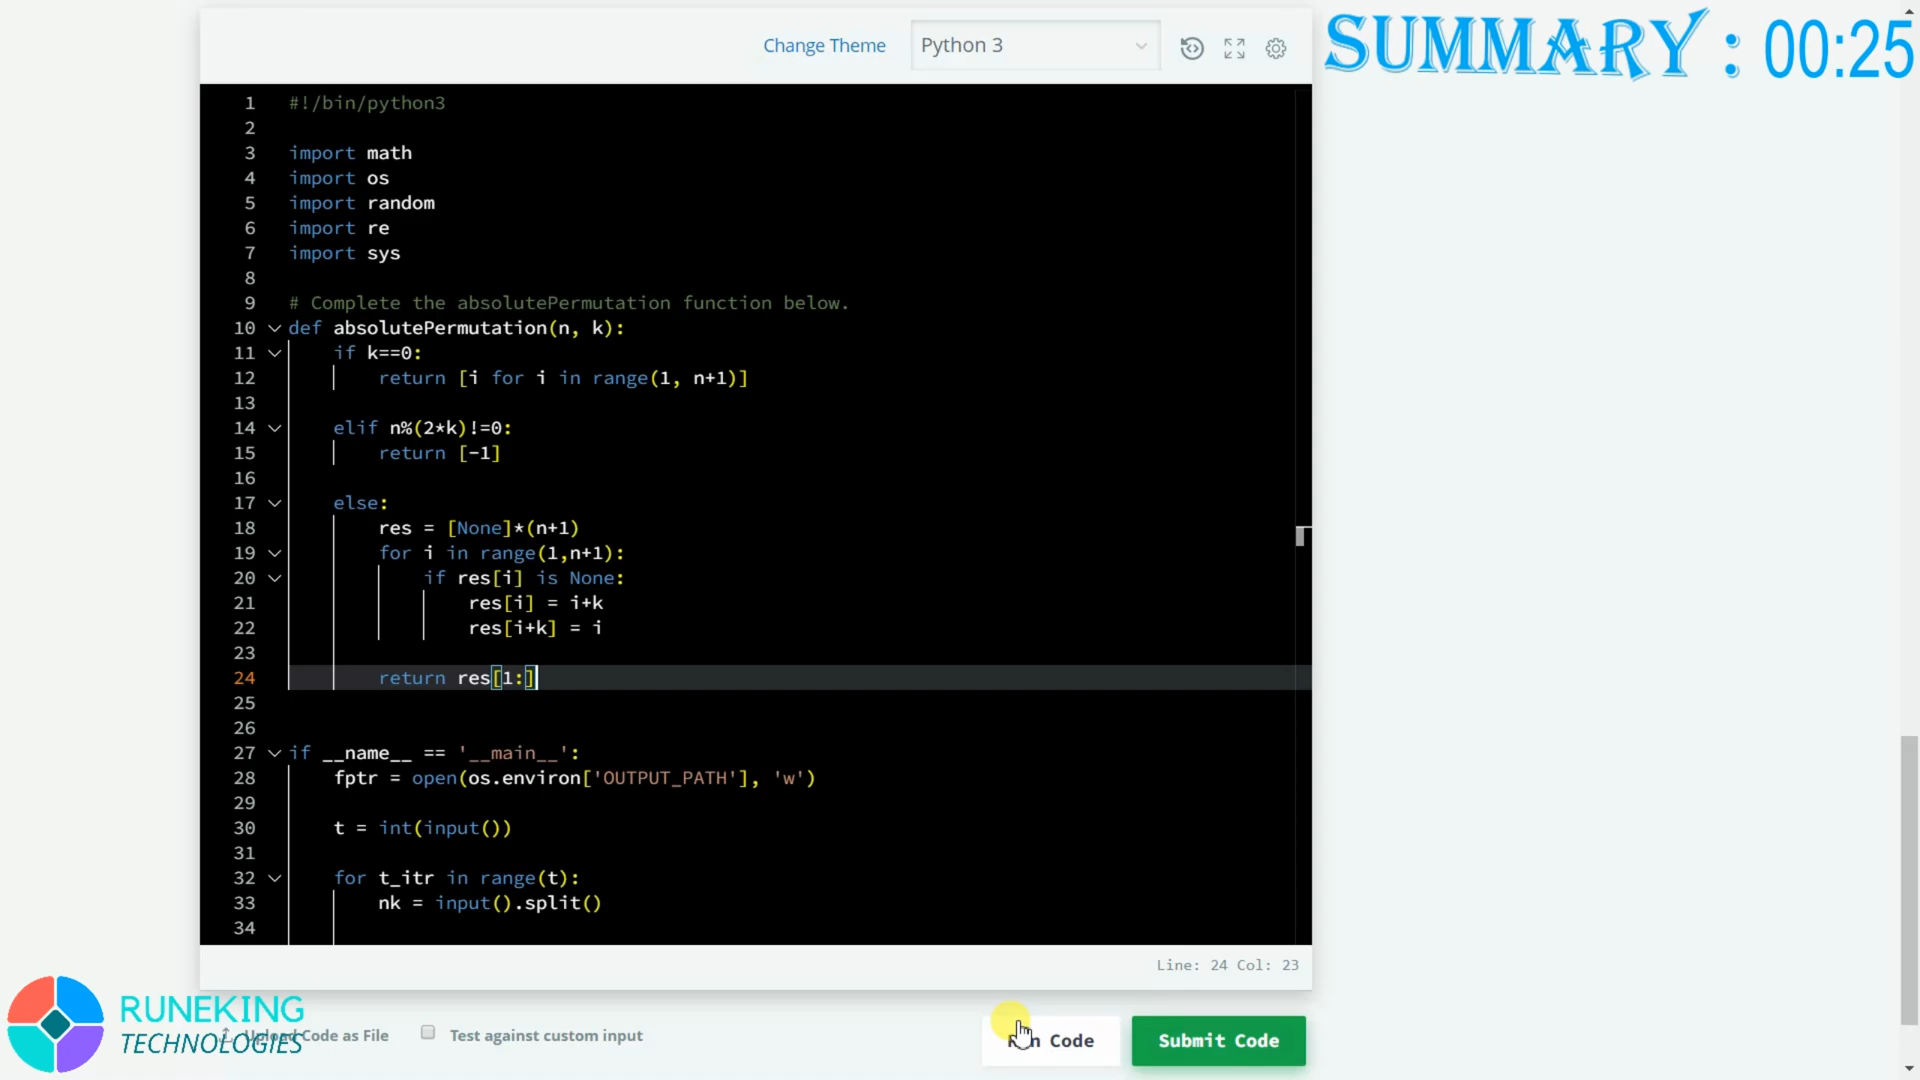 Change Theme
Python 3
SUMMARY : 00:25
1 #!/bin/python3
2
3 import math
4 import os
5 import random
6 import re
7 import sys
8
9 # Complete the absolutePermutation function below.
10 def absolutePermutation(n, k):
11 if k==0:
12 return [i for i in range(1, n+1)]
13
14 elif n%(2*k)!=0:
15 return [-1]
16
17 else:
18 res = [None]*(n+1)
19 for i in range(1,n+1):
20 if res[i] is None:
21 res[i] = i+k
22 res[i+k] = i
23
24 return res[1:]
25
26
27 if __name__ == '__main__':
28 fptr = open(os.environ['OUTPUT_PATH'], 'w')
29
30 t = int(input())
31
32 for t_itr in range(t):
33 nk = input().split()
34
Line: 24 Col: 23
RUNEKING
TECHNOLOGIES
Upload Code as File
Test against custom input
Run Code
Submit Code